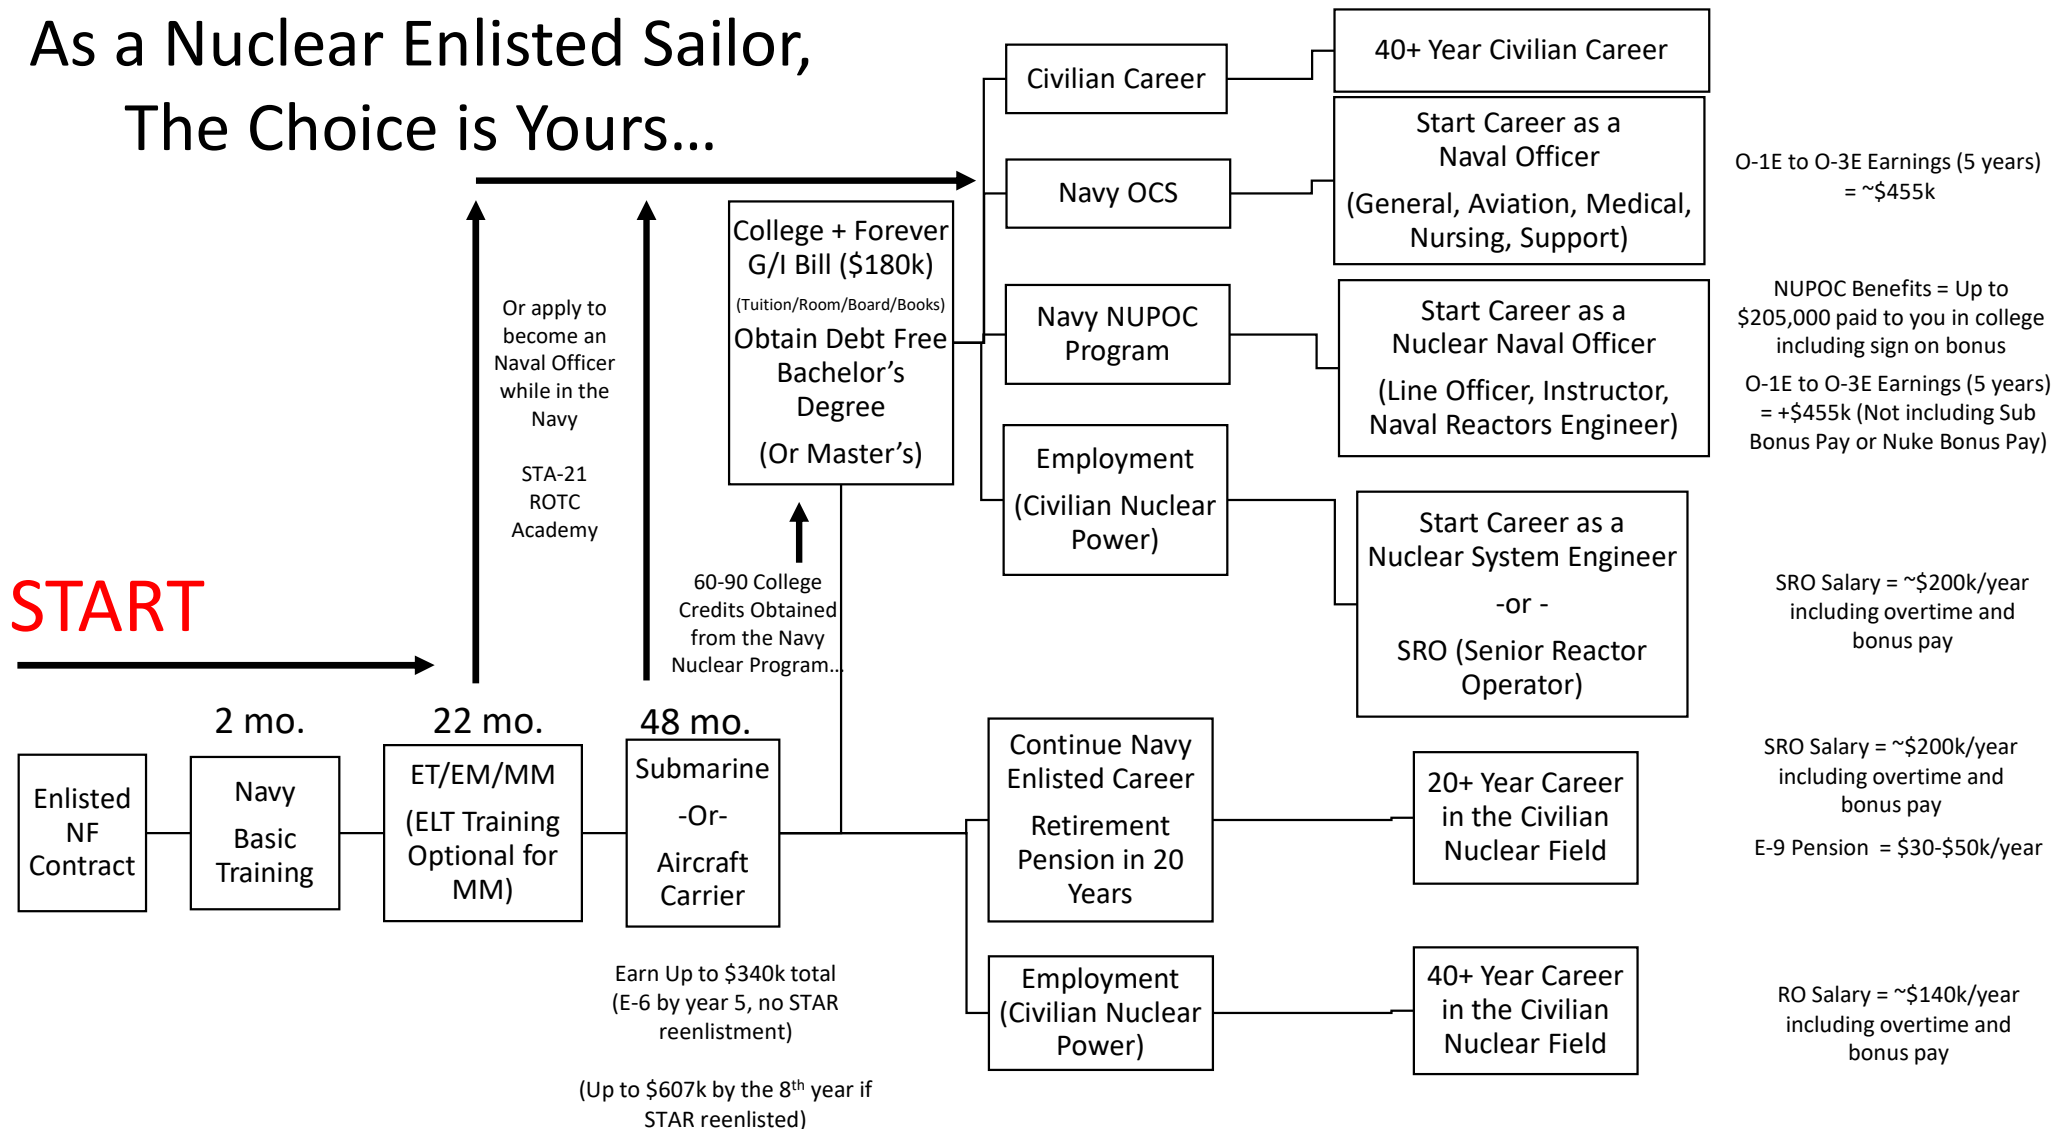 As a Nuclear Enlisted Sailor,
The Choice is Yours...
START
2 mo.
22 mo.
48 mo.
Enlisted
NF
Contract
Navy
Basic
Training
ET/EM/MM
(ELT Training
Optional for
MM)
Submarine
-Or-
Aircraft
Carrier
Earn Up to $340k total
(E-6 by year 5, no STAR
reenlistment)
(Up to $607k by the 8th year if
STAR reenlisted)
Or apply to
become an
Naval Officer
while in the
Navy
STA-21
ROTC
Academy
60-90 College
Credits Obtained
from the Navy
Nuclear Program...
College + Forever
G/I Bill ($180k)
(Tuition/Room/Board/Books)
Obtain Debt Free
Bachelor’s
Degree
(Or Master’s)
Civilian Career
40+ Year Civilian Career
Navy OCS
Start Career as a
Naval Officer
(General, Aviation, Medical,
Nursing, Support)
O-1E to O-3E Earnings (5 years)
= ~$455k
Navy NUPOC
Program
Start Career as a
Nuclear Naval Officer
(Line Officer, Instructor,
Naval Reactors Engineer)
NUPOC Benefits = Up to
$205,000 paid to you in college
including sign on bonus
O-1E to O-3E Earnings (5 years)
= +$455k (Not including Sub
Bonus Pay or Nuke Bonus Pay)
Employment
(Civilian Nuclear
Power)
Start Career as a
Nuclear System Engineer
-or -
SRO (Senior Reactor
Operator)
SRO Salary = ~$200k/year
including overtime and
bonus pay
Continue Navy
Enlisted Career
Retirement
Pension in 20
Years
20+ Year Career
in the Civilian
Nuclear Field
SRO Salary = ~$200k/year
including overtime and
bonus pay
E-9 Pension = $30-$50k/year
Employment
(Civilian Nuclear
Power)
40+ Year Career
in the Civilian
Nuclear Field
RO Salary = ~$140k/year
including overtime and
bonus pay